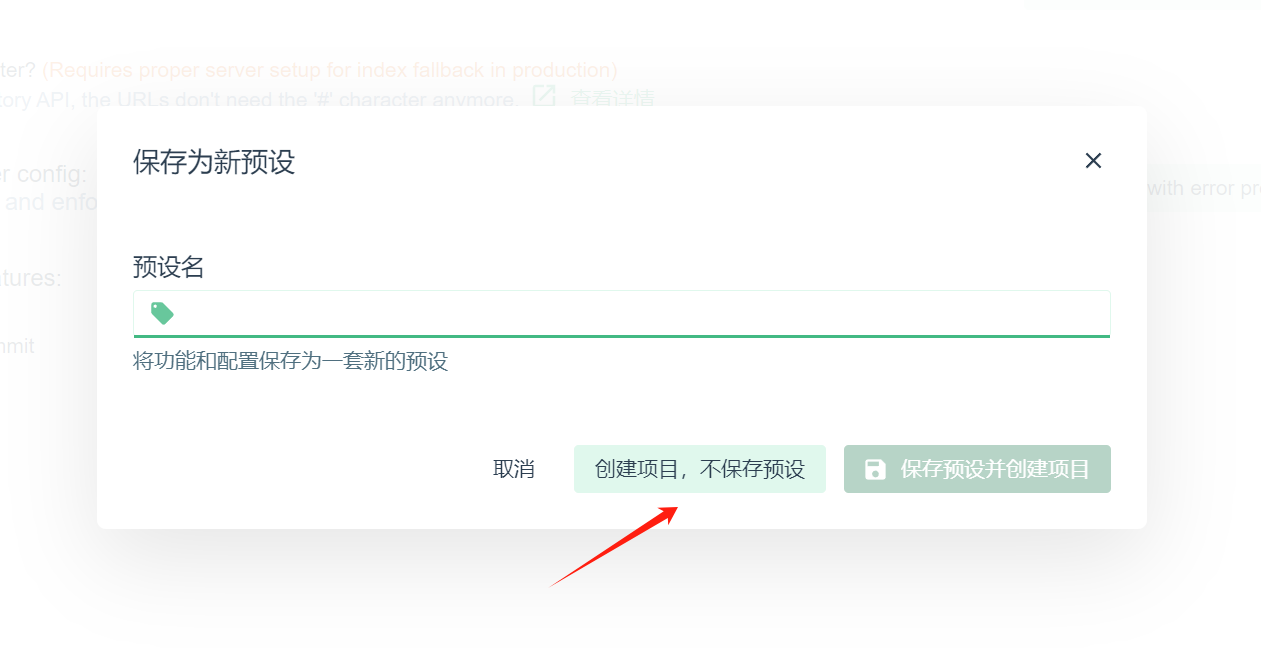 ter? (Requires proper server setup for index fallback in production)
tory API, the URLs don't need the '#' character anymore. 查看详情
保存为新预设
r config:
with error pr
and enfo
预设名
tures:
mmit
将功能和配置保存为一套新的预设
取消
创建项目，不保存预设
保存预设并创建项目